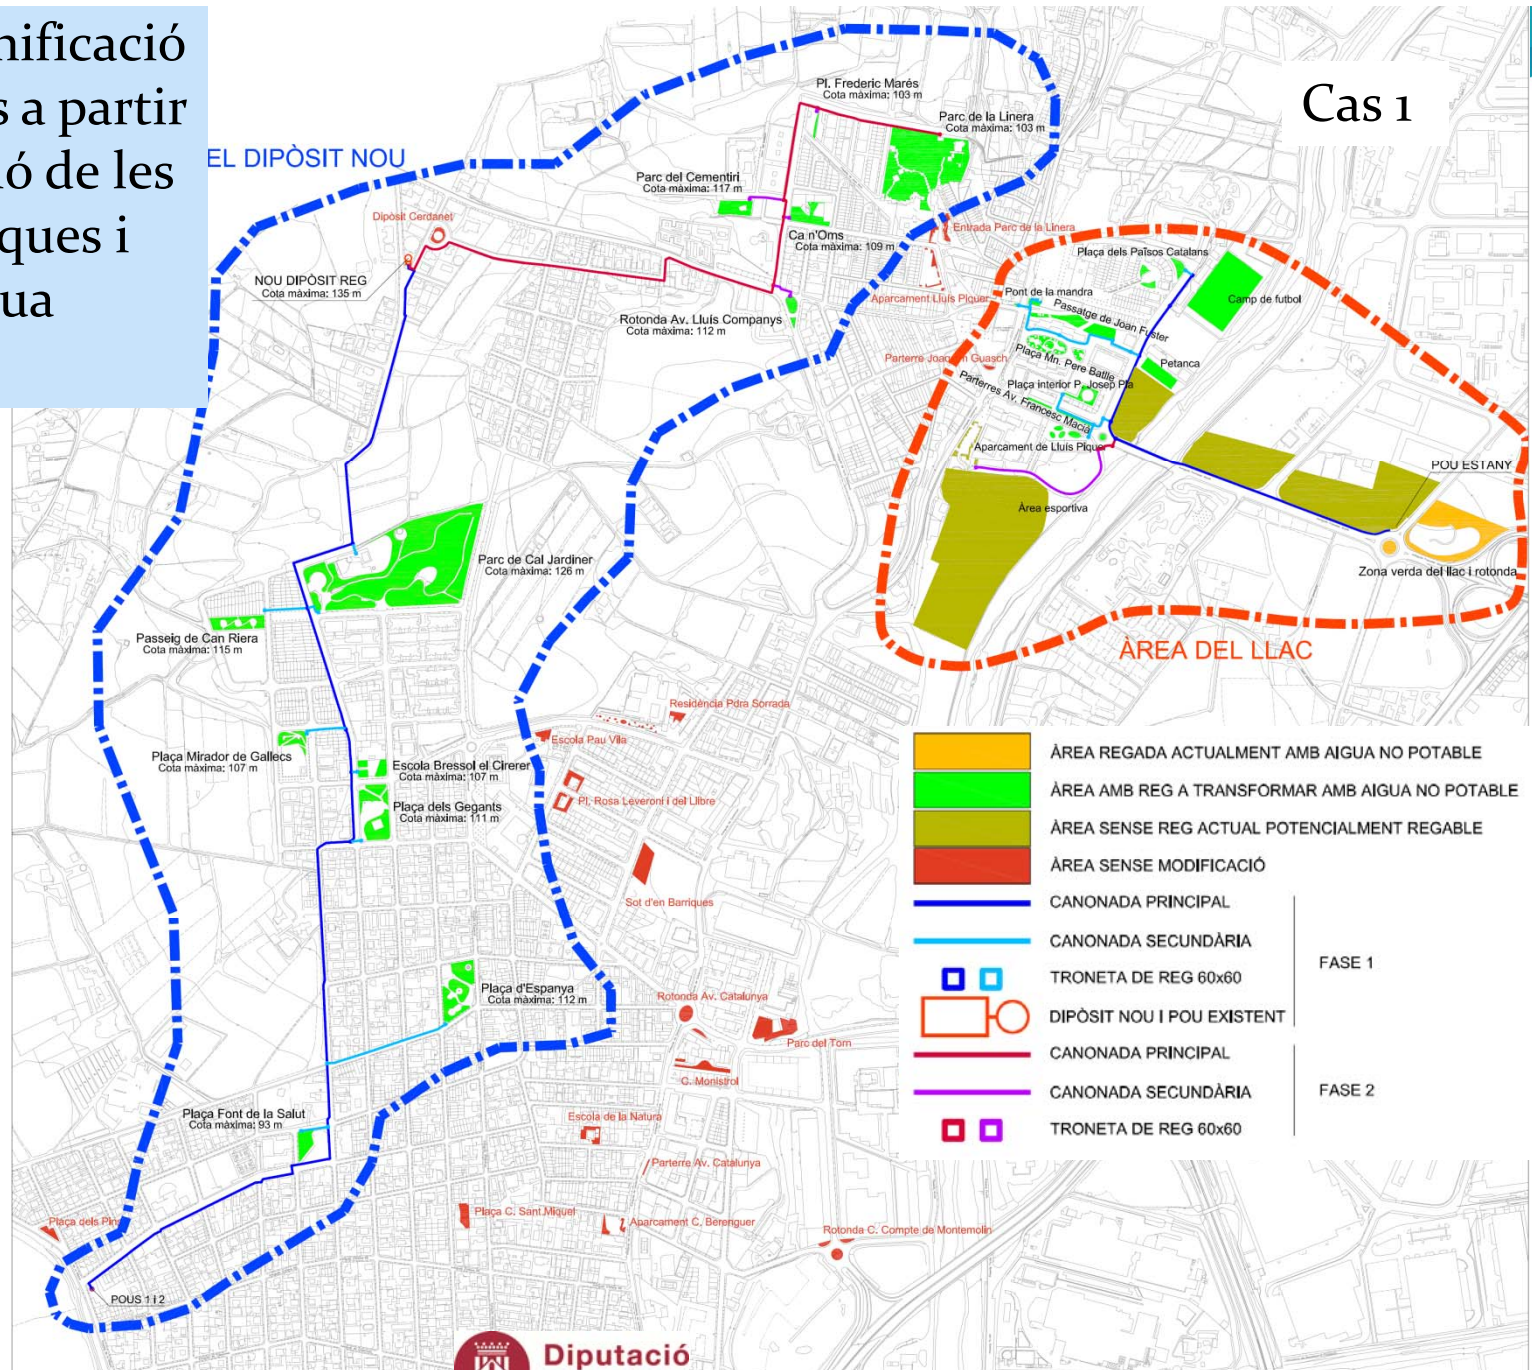 nificació
s a partir
ó de les
ques i
ua
Cas 1
EL DIPÒSIT NOU
Pl. Frederic Marés
Cota màxima: 103 m
Parc de la Linera
Cota màxima: 103 m
Parc del Cementiri
Cota màxima: 117 m
Dipòsit Cerdanet
Ca n'Oms
Cota màxima: 109 m
Entrada Parc de la Linera
NOU DIPÒSIT REG
Cota màxima: 135 m
Rotonda Av. Lluís Companys
Cota màxima: 112 m
Aparcament Lluís Piquer
Plaça dels Països Catalans
Pont de la mandra
Camp de futbol
Passatge de Joan Fuster
Plaça Mn. Pere Batlle
Petanca
Parterre Joaquim Guasch
Plaça interior P. Josep Pla
Parterres Av. Francesc Macià
Aparcament de Lluís Piquer
POU ESTANY
Àrea esportiva
Zona verda del llac i rotonda
ÀREA DEL LLAC
Parc de Cal Jardiner
Cota màxima: 126 m
Passeig de Can Riera
Cota màxima: 115 m
Residència Pdra Sorrada
Escola Pau Vila
Plaça Mirador de Gallecs
Cota màxima: 107 m
Escola Bressol el Cirerer
Cota màxima: 107 m
Pl. Rosa Leveroni i del Llibre
Plaça dels Gegants
Cota màxima: 111 m
Sot d'en Barriques
Plaça d'Espanya
Cota màxima: 112 m
Rotonda Av. Catalunya
Parc del Torn
C. Monistrol
Plaça Font de la Salut
Cota màxima: 93 m
Escola de la Natura
Parterre Av. Catalunya
Plaça dels Pins
Plaça C. Sant Miquel
Aparcament C. Berenguer
Rotonda C. Compte de Montemolin
POUS 1 I 2
ÀREA REGADA ACTUALMENT AMB AIGUA NO POTABLE
ÀREA AMB REG A TRANSFORMAR AMB AIGUA NO POTABLE
ÀREA SENSE REG ACTUAL POTENCIALMENT REGABLE
ÀREA SENSE MODIFICACIÓ
CANONADA PRINCIPAL
CANONADA SECUNDÀRIA
TRONETA DE REG 60x60
DIPÒSIT NOU I POU EXISTENT
FASE 1
CANONADA PRINCIPAL
CANONADA SECUNDÀRIA
TRONETA DE REG 60x60
FASE 2
Diputació